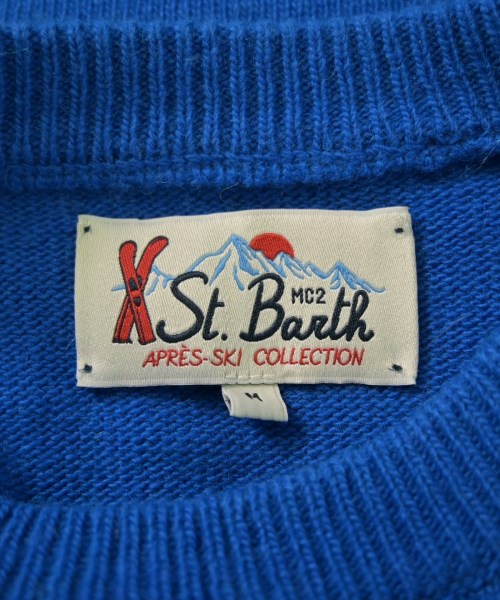 MC2
St. Barth
APRÈS-SKI COLLECTION